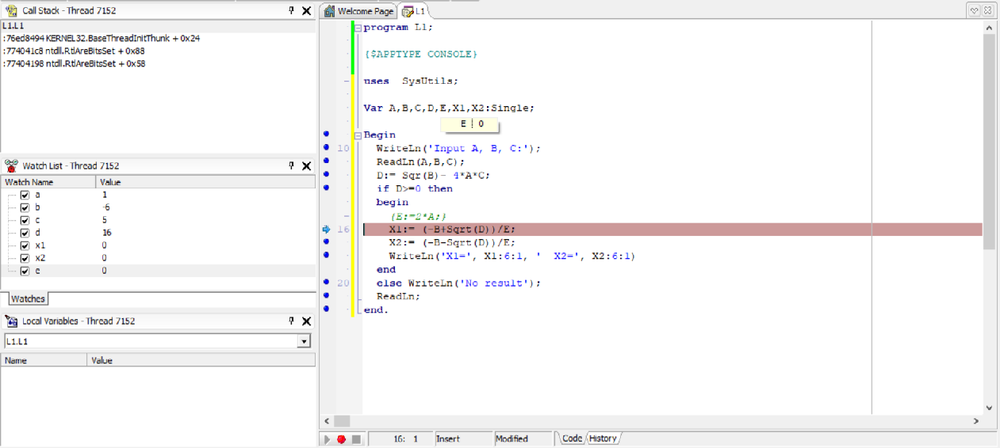 Call Stack - Thread 7152
L1.L1
:76ed8494 KERNEL32.BaseThreadInitThunk + 0x24
:774041c8 ntdll.RtlAreBitsSet + 0x88
:77404198 ntdll.RtlAreBitsSet + 0x58
Watch List - Thread 7152
Watch Name Value
a 1
b -6
c 5
d 16
x1 0
x2 0
e 0
Watches
Local Variables - Thread 7152
L1.L1
Name Value
Welcome Page L1
program L1;
{$APPTYPE CONSOLE}
uses SysUtils;
Var A,B,C,D,E,X1,X2:Single;
E 0
Begin
10 WriteLn('Input A, B, C:');
ReadLn(A,B,C);
D:= Sqr(B)- 4*A*C;
if D>=0 then
begin
{E:=2*A;}
16 X1:= (-B+Sqrt(D))/E;
X2:= (-B-Sqrt(D))/E;
WriteLn('X1=', X1:6:1, '  X2=', X2:6:1)
end
20 else WriteLn('No result');
ReadLn;
end.
16: 1 Insert Modified Code History